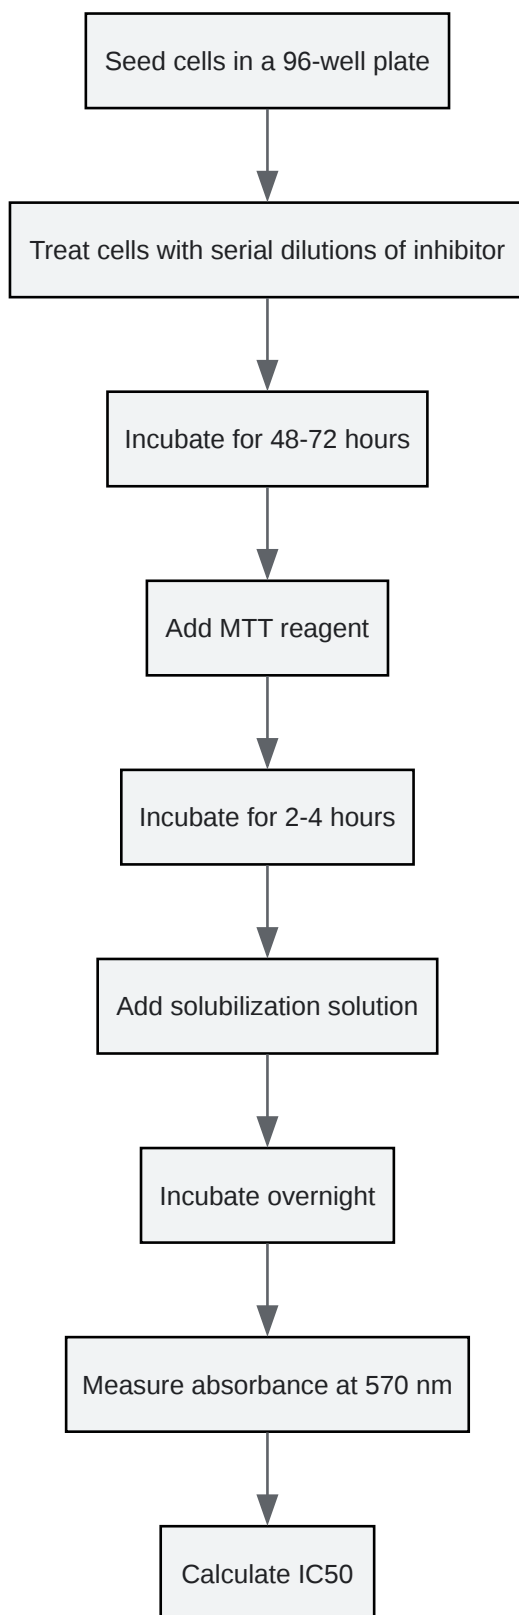 Seed cells in a 96-well plate
Treat cells with serial dilutions of inhibitor
Incubate for 48-72 hours
Add MTT reagent
Incubate for 2-4 hours
Add solubilization solution
Incubate overnight
Measure absorbance at 570 nm
Calculate IC50